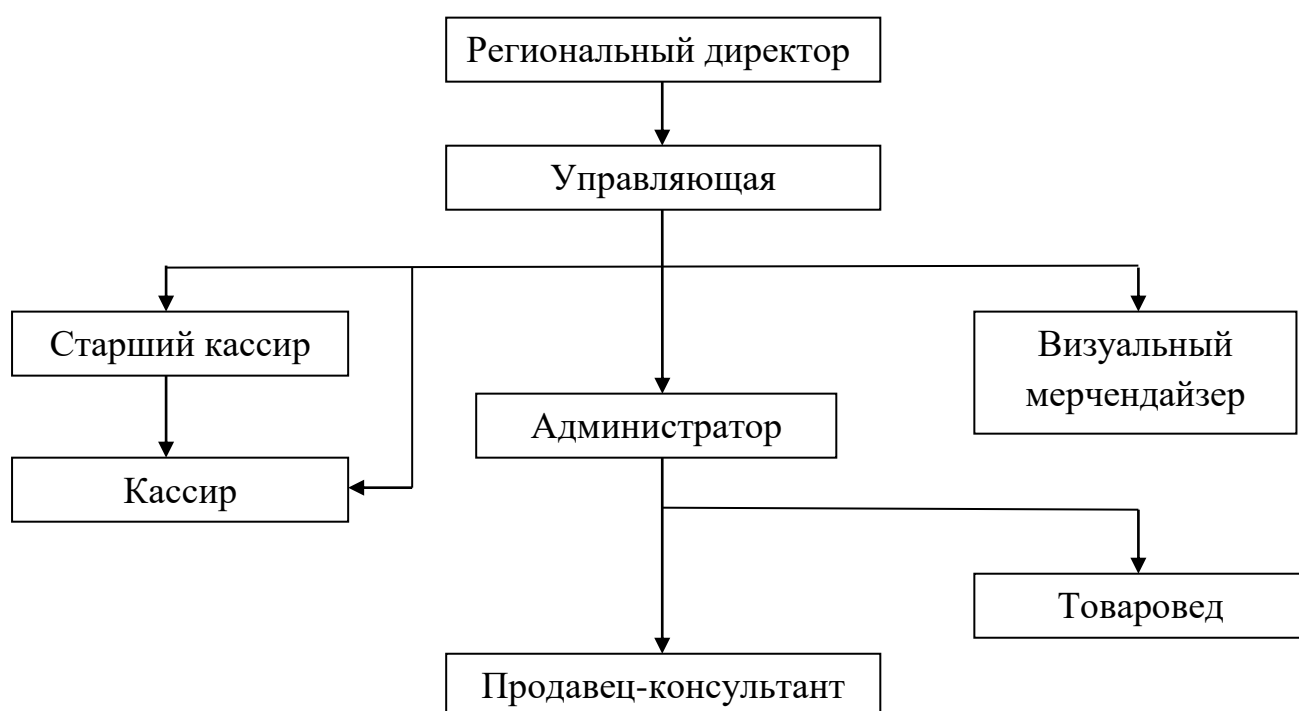 Региональный директор
Управляющая
Старший кассир
Визуальный
мерчендайзер
Администратор
Кассир
Товаровед
Продавец-консультант